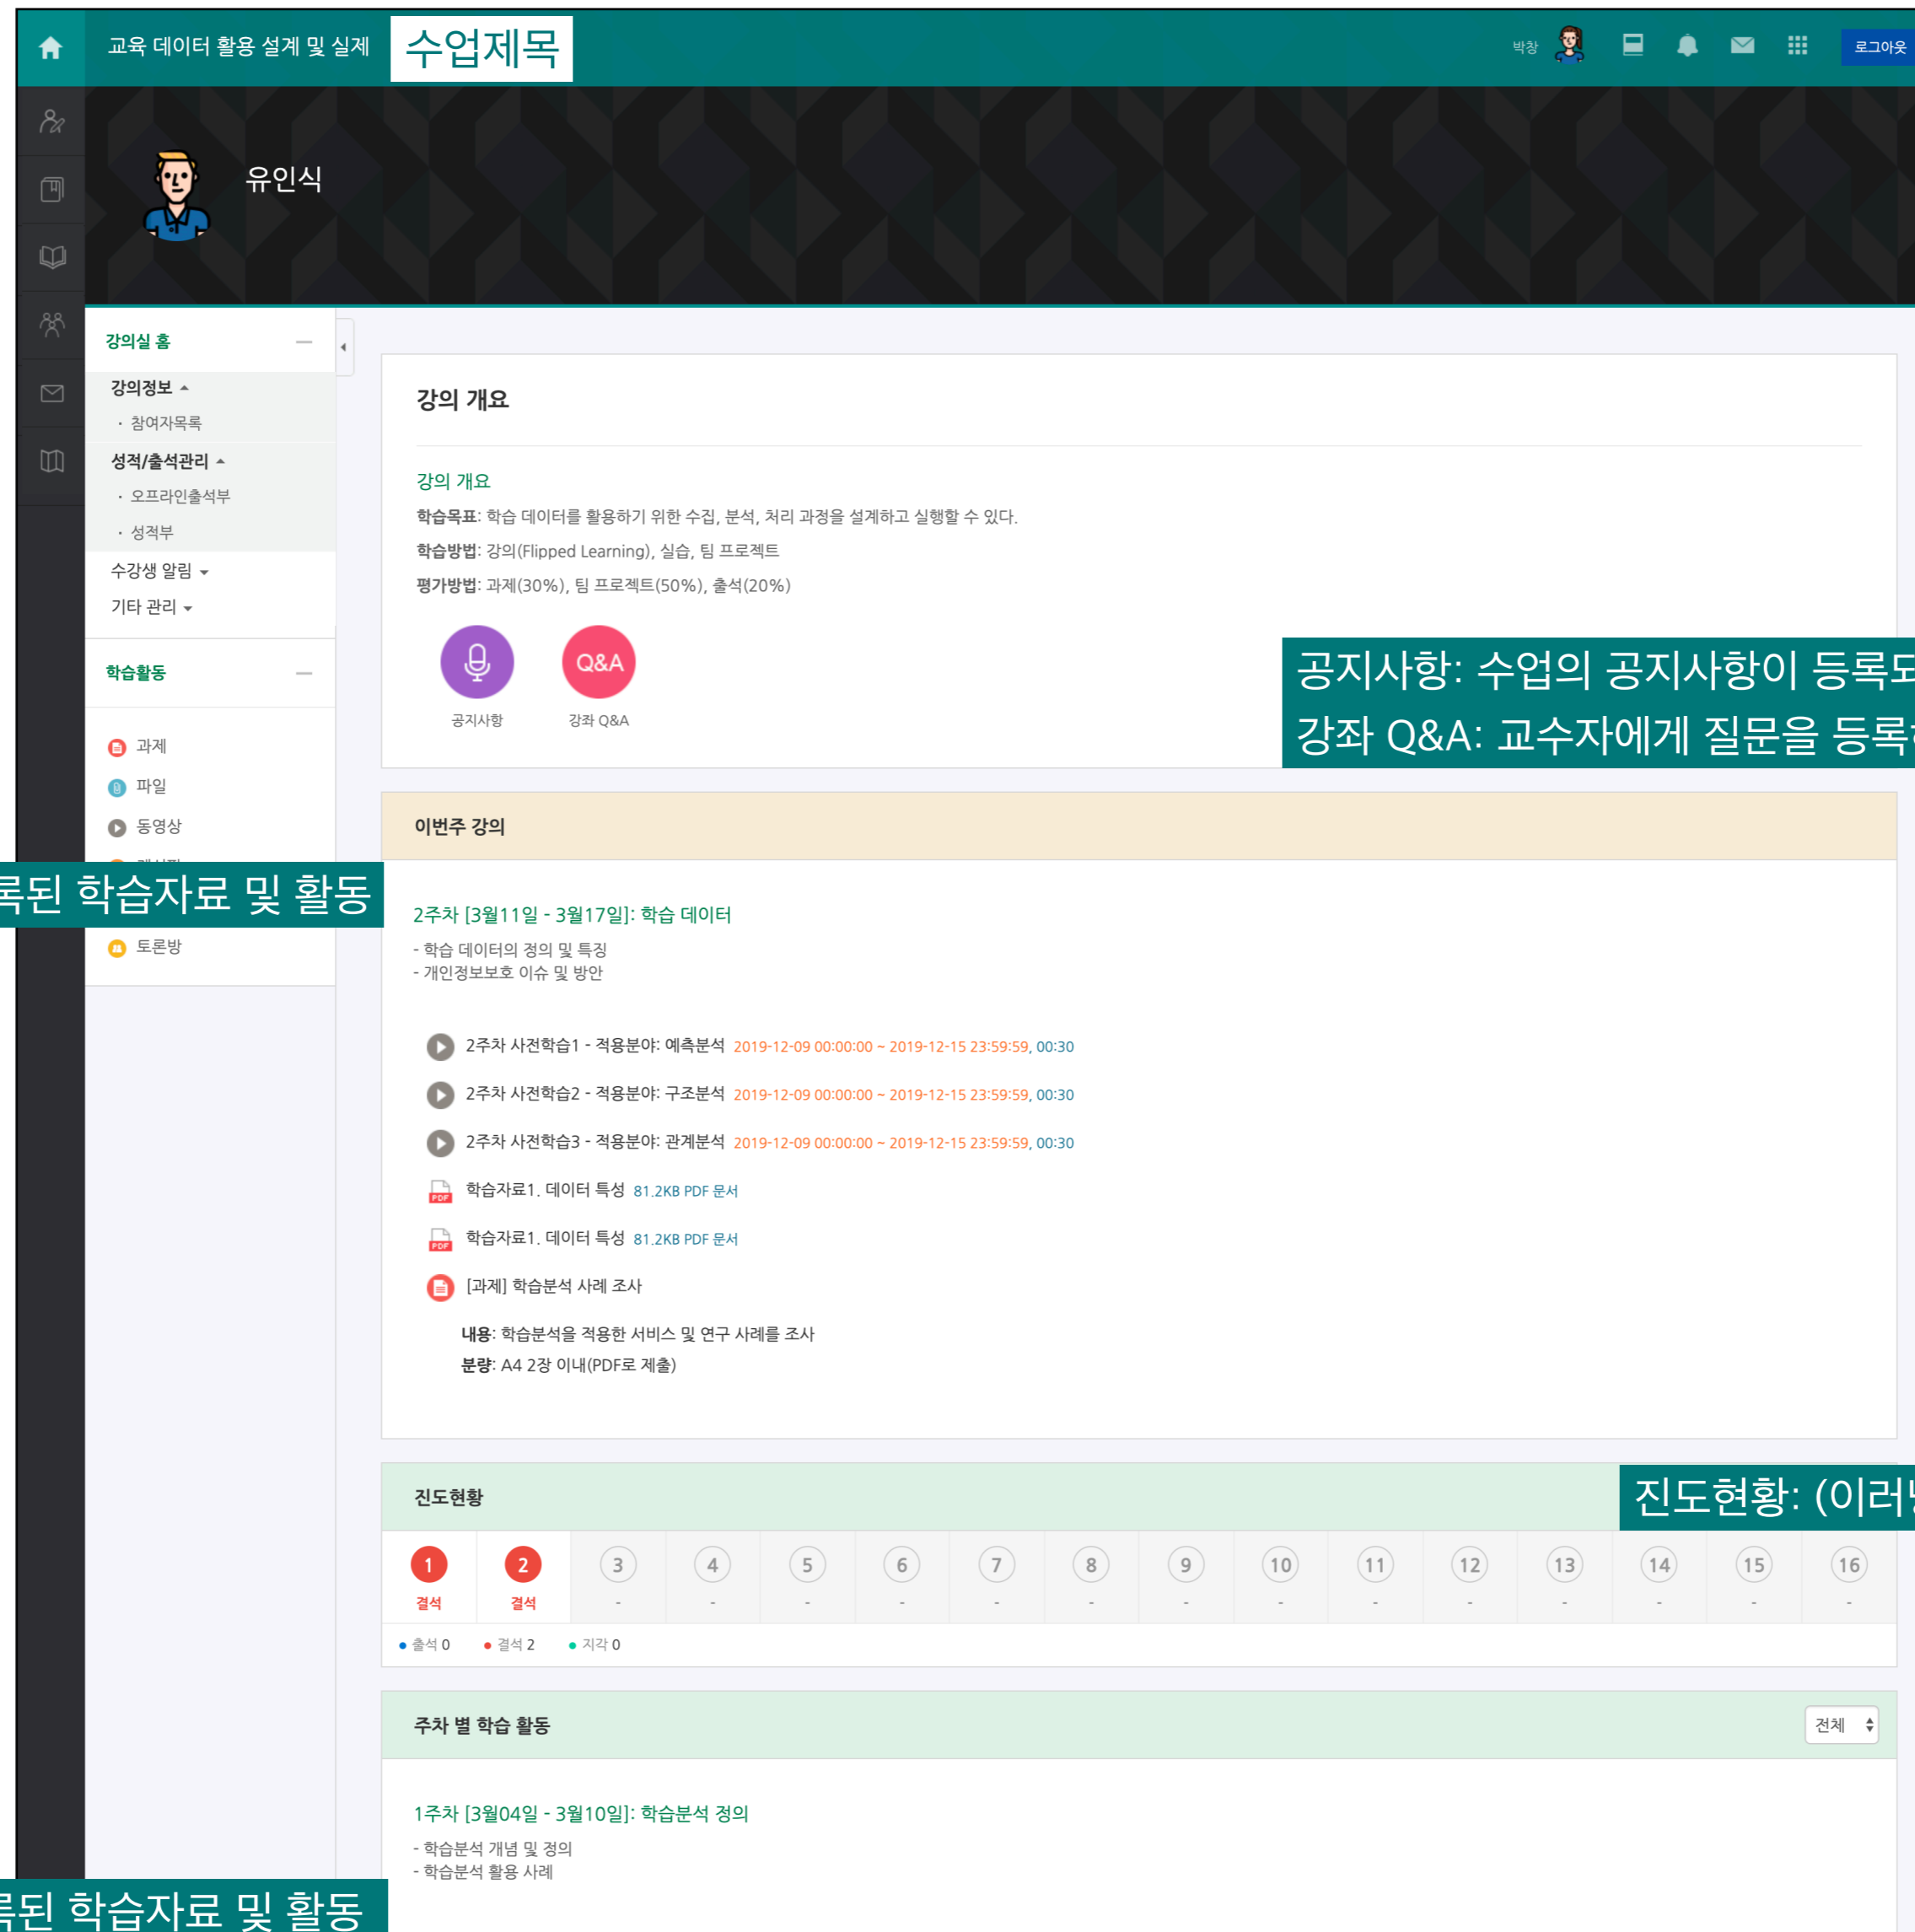 교육 데이터 활용 설계 및 실제
수업제목
박창
로그아웃
유인식
강의실 홈
강의정보
· 참여자목록
성적/출석관리
· 오프라인출석부
· 성적부
수강생 알림
기타 관리
학습활동
과제
파일
동영상
토론방
강의 개요
강의 개요
학습목표: 학습 데이터를 활용하기 위한 수집, 분석, 처리 과정을 설계하고 실행할 수 있다.
학습방법: 강의(Flipped Learning), 실습, 팀 프로젝트
평가방법: 과제(30%), 팀 프로젝트(50%), 출석(20%)
Q&A
공지사항
강좌 Q&A
공지사항: 수업의 공지사항이
강좌 Q&A: 교수자에게 질문을
이번주 강의
학습자료 및 활동
2주차 [3월11일 - 3월17일]: 학습 데이터
- 학습 데이터의 정의 및 특징
- 개인정보보호 이슈 및 방안
2주차 사전학습1 - 적용분야: 예측분석 2019-12-09 00:00:00 ~ 2019-12-15 23:59:59, 00:30
2주차 사전학습2 - 적용분야: 구조분석 2019-12-09 00:00:00 ~ 2019-12-15 23:59:59, 00:30
2주차 사전학습3 - 적용분야: 관계분석 2019-12-09 00:00:00 ~ 2019-12-15 23:59:59, 00:30
PDF 학습자료1. 데이터 특성 81.2KB PDF 문서
PDF 학습자료1. 데이터 특성 81.2KB PDF 문서
[과제] 학습분석 사례 조사
내용: 학습분석을 적용한 서비스 및 연구 사례를 조사
분량: A4 2장 이내(PDF로 제출)
진도현황
진도현황:
1 2 3 4 5 6 7 8 9 10 11 12 13 14 15 16
결석 결석 - - - - - - - - - - - - - -
출석 0 결석 2 지각 0
주차 별 학습 활동
전체
1주차 [3월04일 - 3월10일]: 학습분석 정의
- 학습분석 개념 및 정의
- 학습분석 활용 사례
학습자료 및 활동